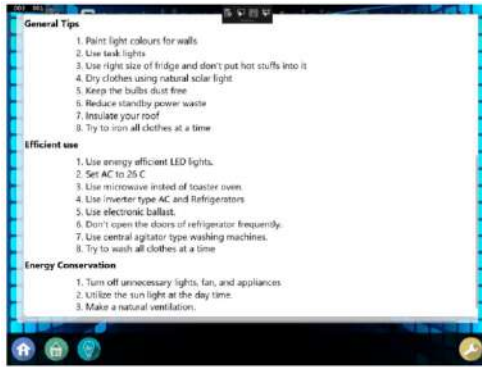 General Tips
1. Paint light colours for walls
2. Use task lights
3. Use right size of fridge and don't put hot stuffs into it
4. Dry clothes using natural solar light
5. Keep the bulbs dust free
6. Reduce standby power waste
7. Insulate your roof
8. Try to iron all clothes at a time
Efficient use
1. Use energy efficient LED lights.
2. Set AC to 26 C
3. Use microwave insted of toaster oven.
4. Use inverter type AC and Refrigerators
5. Use electronic ballast.
6. Don't open the doors of refrigerator frequently.
7. Use central agitator type washing machines.
8. Try to wash all clothes at a time
Energy Conservation
1. Turn off unnecessary lights, fan, and appliances
2. Utilize the sun light at the day time.
3. Make a natural ventilation.